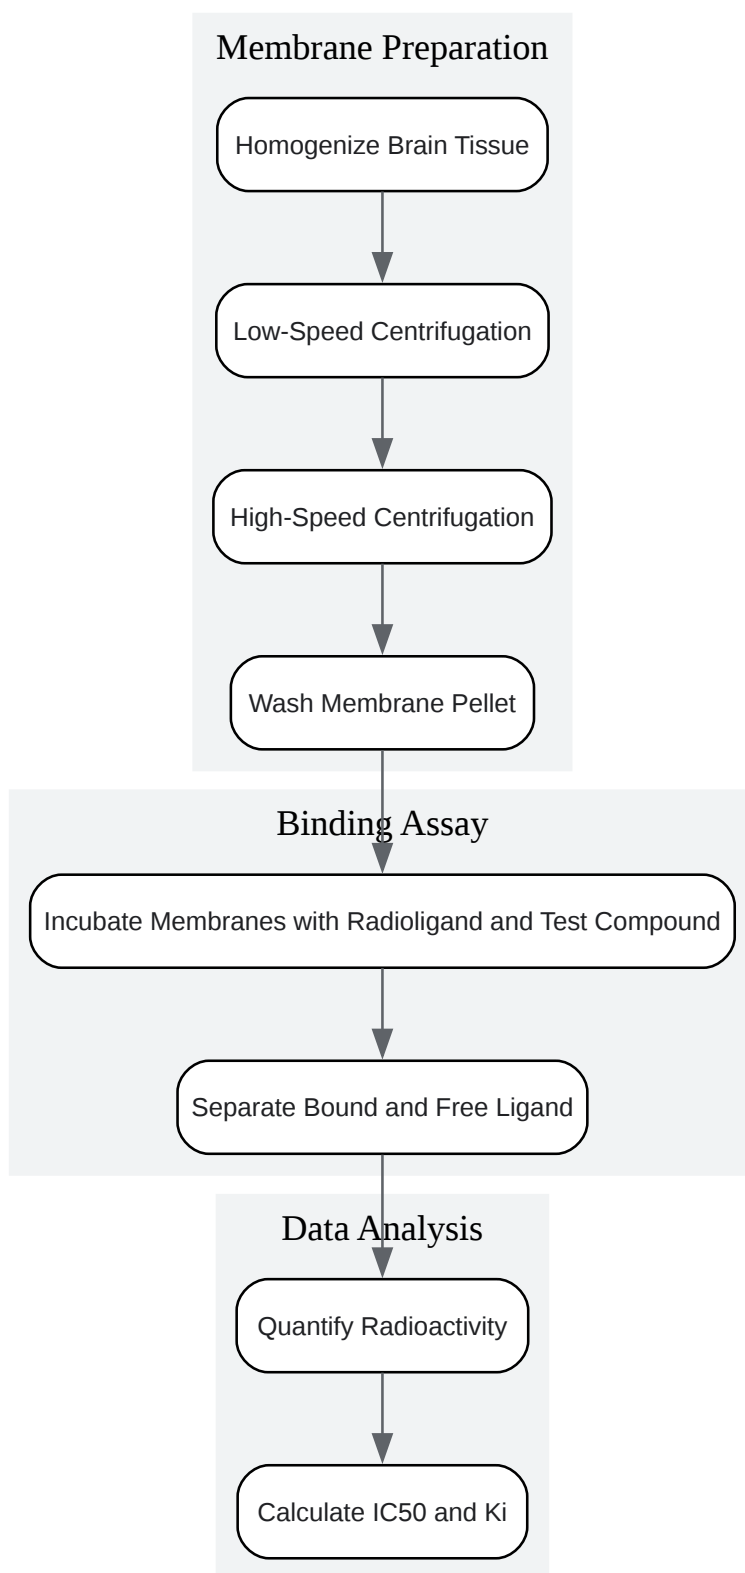 Membrane Preparation
Homogenize Brain Tissue
Low-Speed Centrifugation
High-Speed Centrifugation
Wash Membrane Pellet
Binding Assay
Incubate Membranes with Radioligand and Test Compound
Separate Bound and Free Ligand
Data Analysis
Quantify Radioactivity
Calculate IC50 and Ki